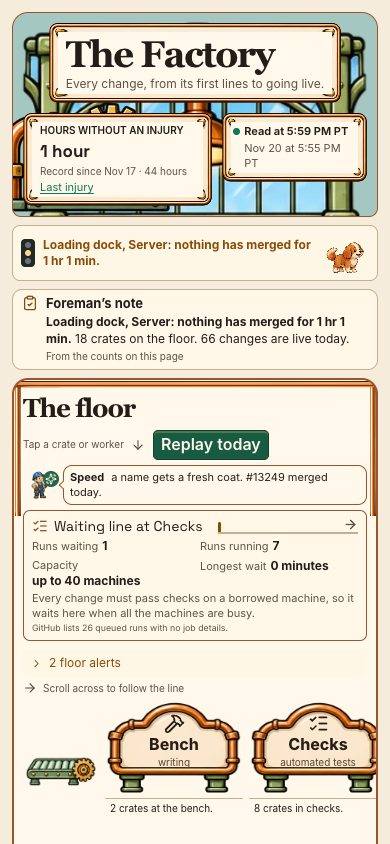 The Factory
Every change, from its first lines to going live.
HOURS WITHOUT AN INJURY
1 hour
Record since Nov 17 · 44 hours
Last injury
Read at 5:59 PM PT
Nov 20 at 5:55 PM
PT
Loading dock, Server: nothing has merged for
1 hr 1 min.
Foreman's note
Loading dock, Server: nothing has merged for 1 hr 1
min. 18 crates on the floor. 66 changes are live today.
From the counts on this page
The floor
Tap a crate or worker
Replay today
Speed a name gets a fresh coat. #13249 merged
today.
Waiting line at Checks
Runs waiting 1
Runs running 7
Capacity
up to 40 machines
Longest wait 0 minutes
Every change must pass checks on a borrowed machine, so it
waits here when all the machines are busy.
GitHub lists 26 queued runs with no job details.
2 floor alerts
Scroll across to follow the line
Bench
writing
Checks
automated tests
2 crates at the bench.
8 crates in checks.